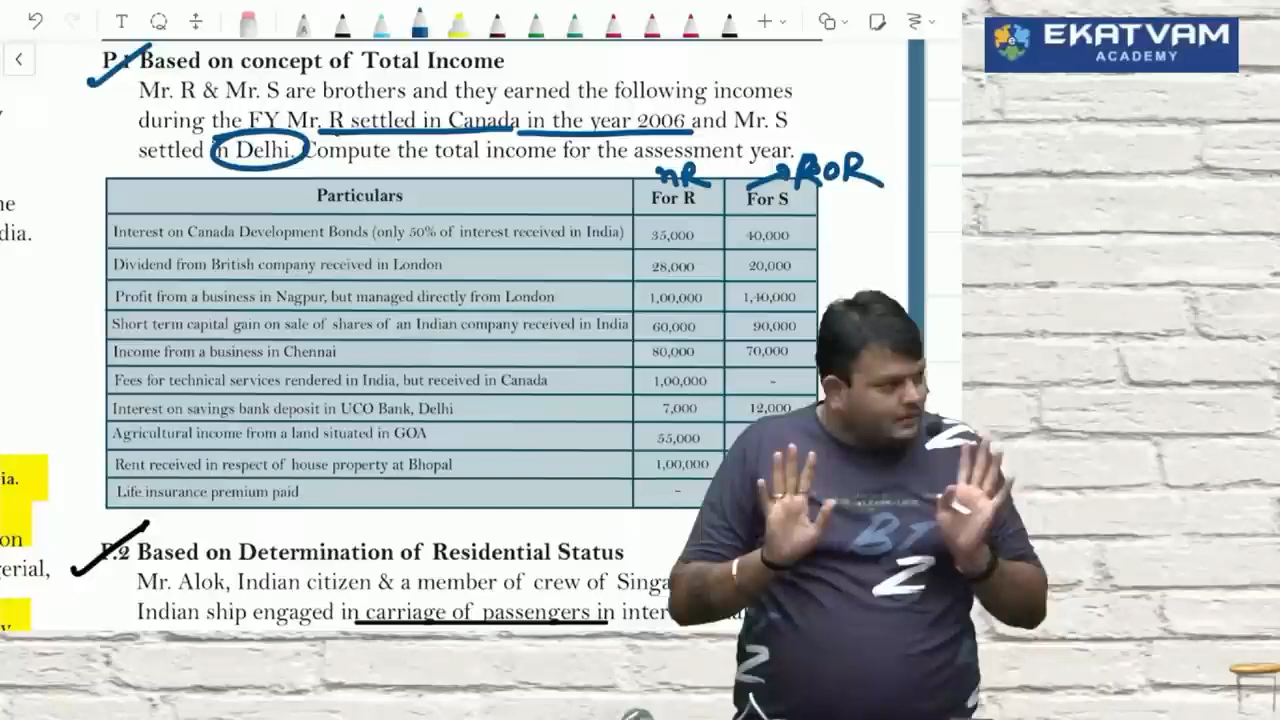 EKATVAM
ACADEMY
P.1 Based on concept of Total Income
Mr. R & Mr. S are brothers and they earned the following incomes
during the FY Mr. R settled in Canada in the year 2006 and Mr. S
settled in Delhi. Compute the total income for the assessment year.
nR ROR
Particulars For R For S
Interest on Canada Development Bonds (only 50% of interest received in India) 35,000 40,000
Dividend from British company received in London 28,000 20,000
Profit from a business in Nagpur, but managed directly from London 1,00,000 1,40,000
Short term capital gain on sale of shares of an Indian company received in India 60,000 90,000
Income from a business in Chennai 80,000 70,000
Fees for technical services rendered in India, but received in Canada 1,00,000 -
Interest on savings bank deposit in UCO Bank, Delhi 7,000 12,000
Agricultural income from a land situated in GOA 55,000
Rent received in respect of house property at Bhopal 1,00,000
Life insurance premium paid -
P.2 Based on Determination of Residential Status
Mr. Alok, Indian citizen & a member of crew of Singa
Indian ship engaged in carriage of passengers in inter
ne
dia.
ia.
on
erial,
BT
Z
Z
Z